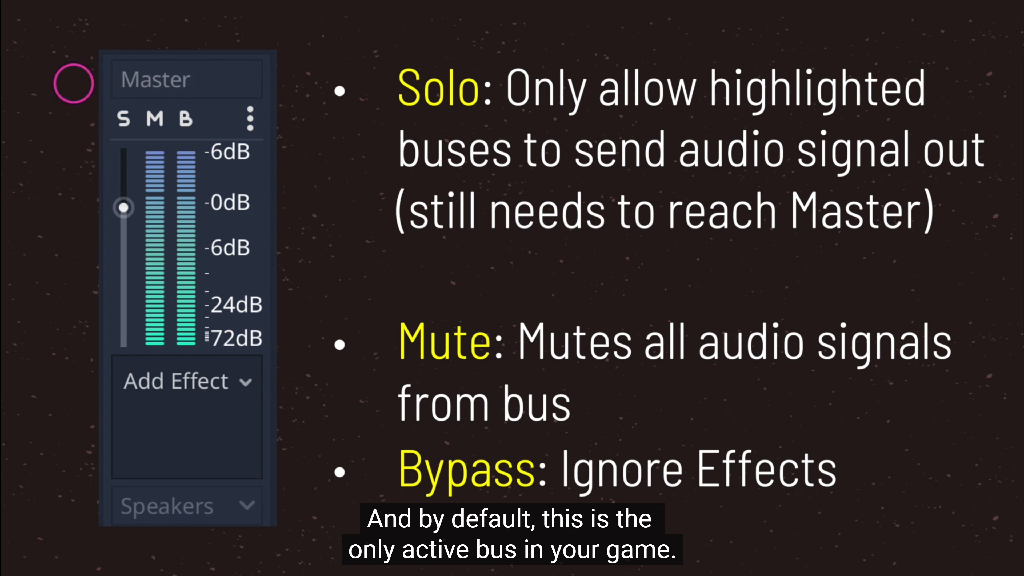 Master
S M B
-6dB
-0dB
-6dB
-24dB
72dB
Add Effect
Speakers
• Solo: Only allow highlighted
buses to send audio signal out
(still needs to reach Master)
• Mute: Mutes all audio signals
from bus
• Bypass: Ignore Effects
And by default, this is the
only active bus in your game.